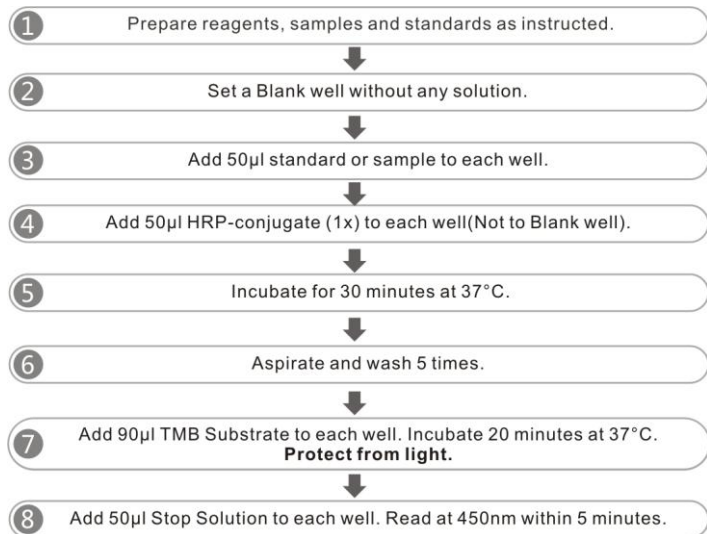 1 Prepare reagents, samples and standards as instructed.
2 Set a Blank well without any solution.
3 Add 50µl standard or sample to each well.
4 Add 50µl HRP-conjugate (1x) to each well(Not to Blank well).
5 Incubate for 30 minutes at 37°C.
6 Aspirate and wash 5 times.
7 Add 90µl TMB Substrate to each well. Incubate 20 minutes at 37°C.
Protect from light.
8 Add 50µl Stop Solution to each well. Read at 450nm within 5 minutes.